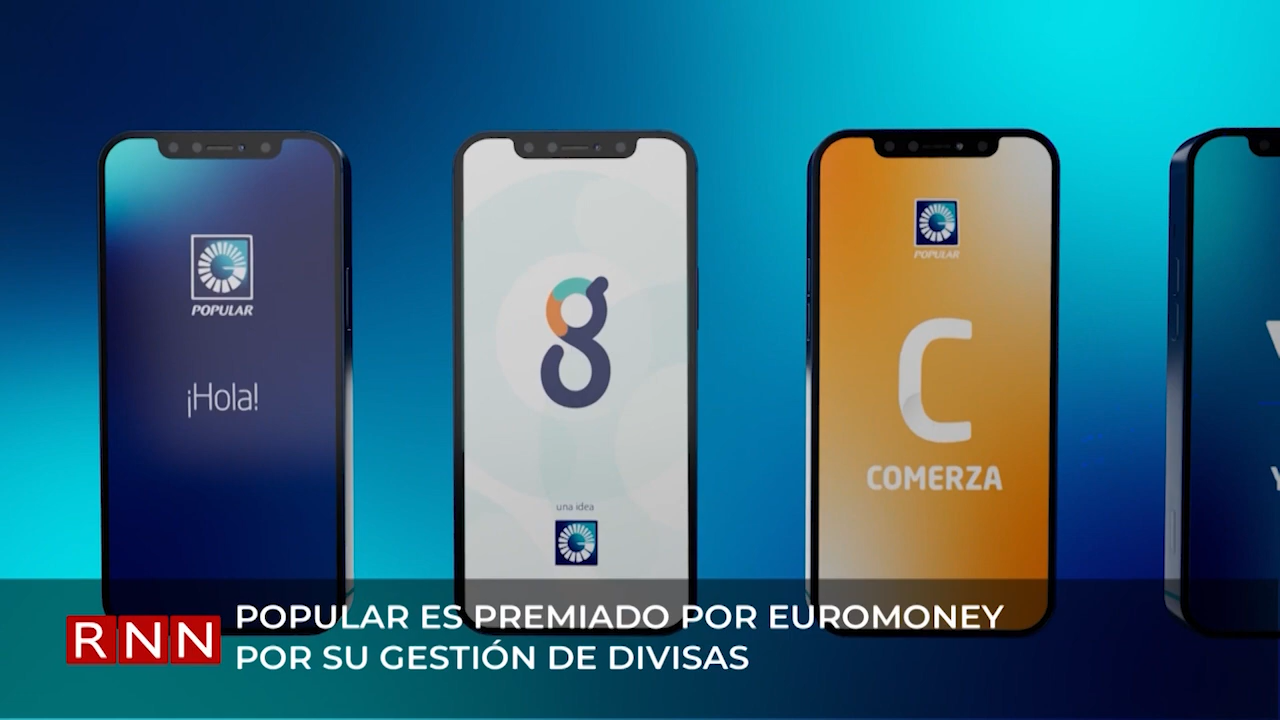 POPULAR
¡Hola!
g
una idea
POPULAR
C
COMERZA
RNN
POPULAR ES PREMIADO POR EUROMONEY
POR SU GESTIÓN DE DIVISAS